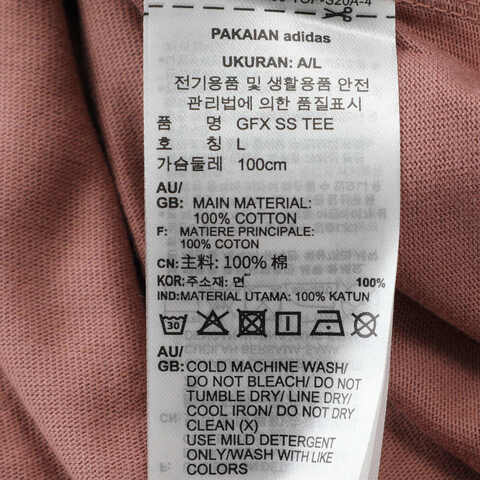 PAKAIAN adidas
UKURAN: A/L
전기용품 및 생활용품 안전
관리법에 의한 품질표시
품 명 GFX SS TEE
호 칭 L
가슴둘레 100cm
AU/
GB: MAIN MATERIAL:
100% COTTON
F: MATIERE PRINCIPALE:
100% COTON
CN: 主料: 100% 棉
KOR: 주소재: 면 100%
IND: MATERIAL UTAMA: 100% KATUN
30
AU/
GB: COLD MACHINE WASH/
DO NOT BLEACH/ DO NOT
TUMBLE DRY/ LINE DRY/
COOL IRON/ DO NOT DRY
CLEAN (X)
USE MILD DETERGENT
ONLY/WASH WITH LIKE
COLORS